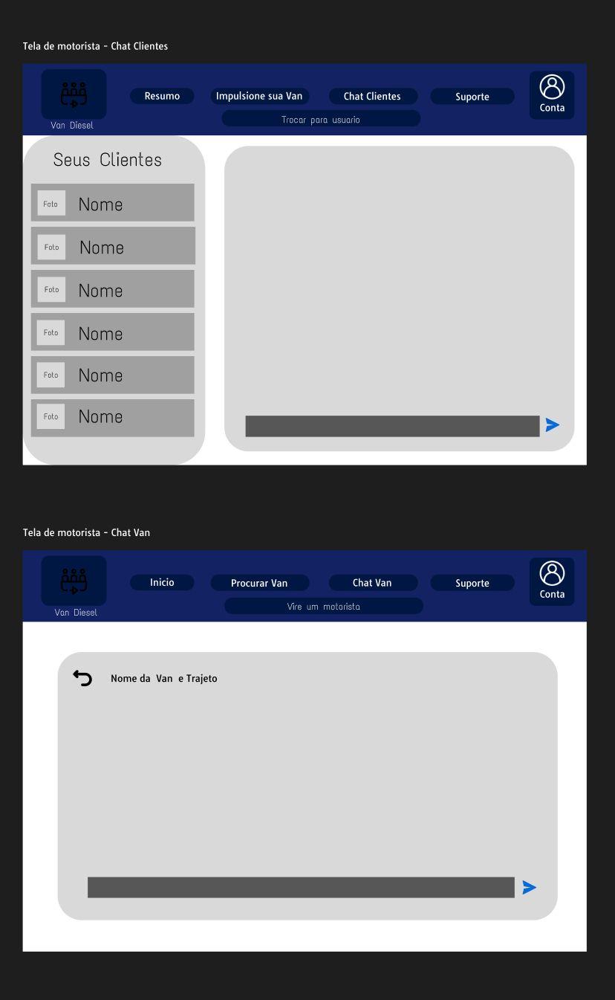 Tela de motorista - Chat Clientes
Resumo
Impulsione sua Van
Chat Clientes
Suporte
Conta
Van Diesel
Trocar para usuario
Seus Clientes
Foto Nome
Foto Nome
Foto Nome
Foto Nome
Foto Nome
Foto Nome
Tela de motorista - Chat Van
Inicio
Procurar Van
Chat Van
Suporte
Conta
Van Diesel
Vire um motorista
Nome da Van e Trajeto